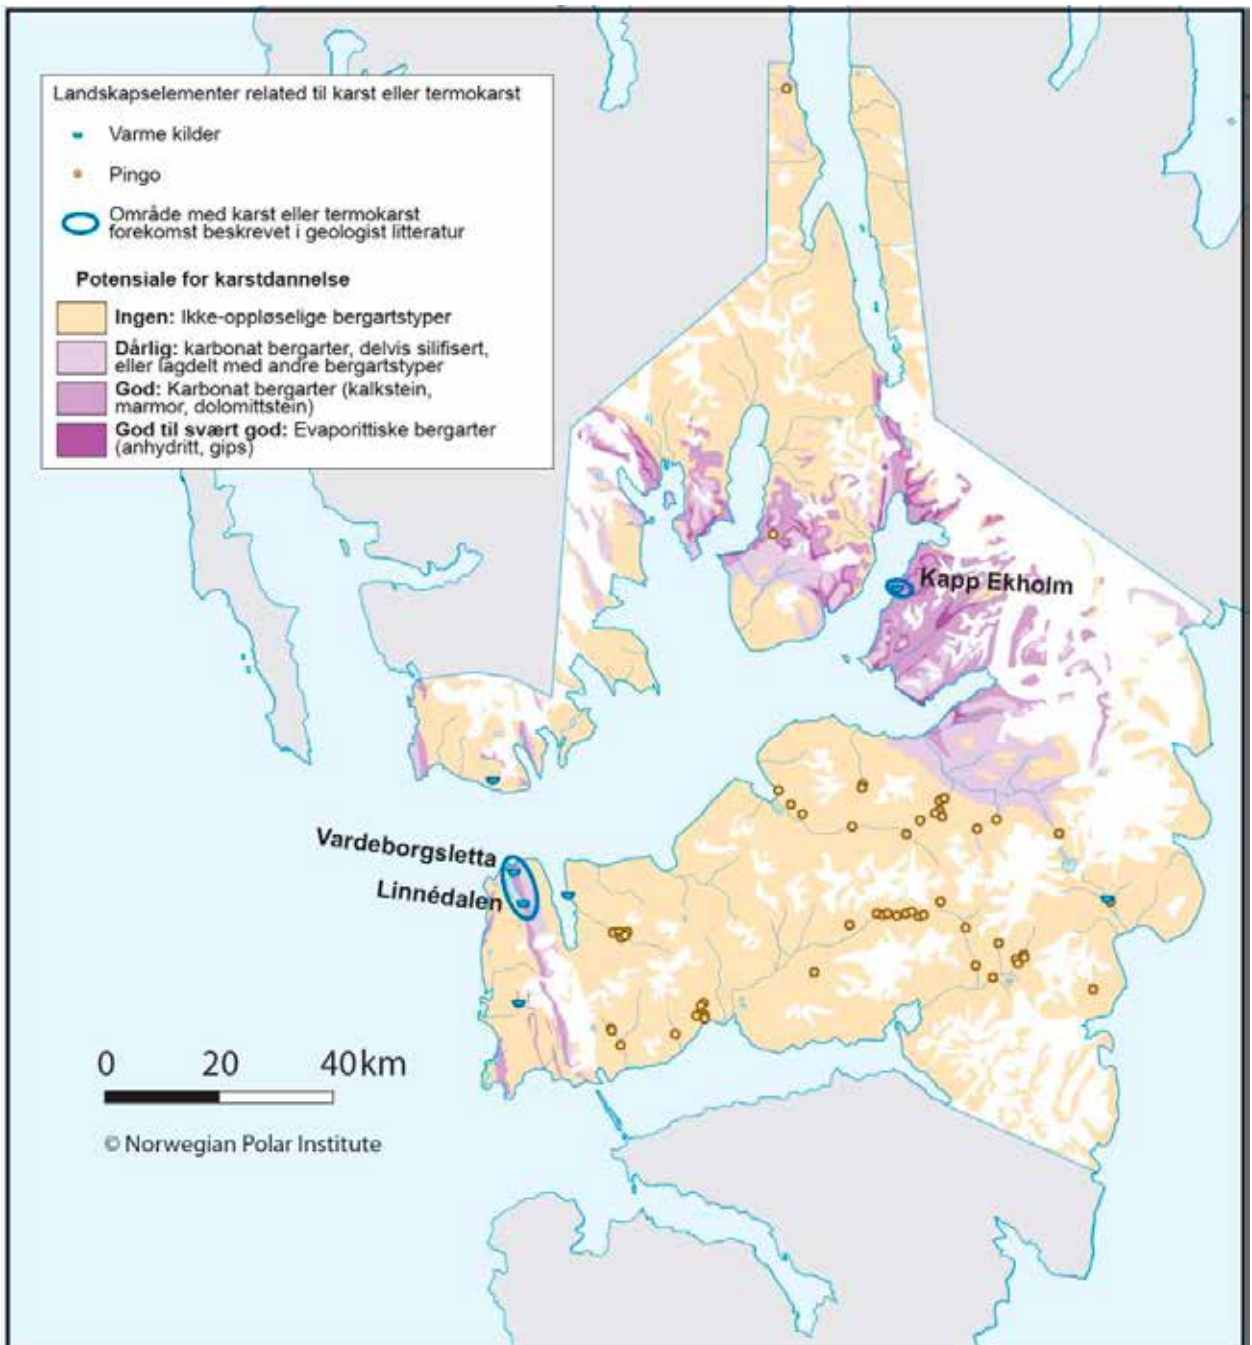 Landskapselementer related til karst eller termokarst
Varme kilder
Pingo
Område med karst eller termokarst
forekomst beskrevet i geologist litteratur
Potensiale for karstdannelse
Ingen: Ikke-oppløselige bergartstyper
Dårlig: karbonat bergarter, delvis silifisert,
eller lagdelt med andre bergartstyper
God: Karbonat bergarter (kalkstein,
marmor, dolomittstein)
God til svært god: Evaporittiske bergarter
(anhydritt, gips)
Kapp Ekholm
Vardeborgsletta
Linnédalen
0 20 40 km
© Norwegian Polar Institute